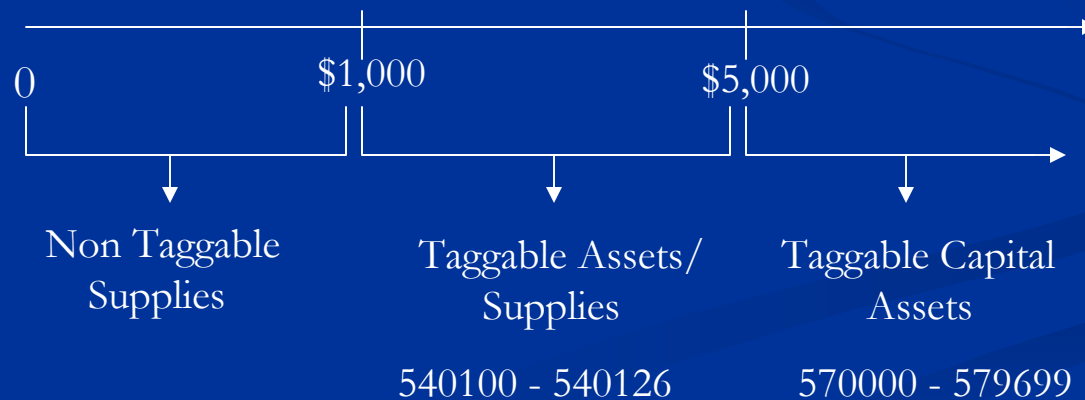 0
$1,000
$5,000
Non Taggable
Supplies
Taggable Assets/
Supplies
540100 - 540126
Taggable Capital
Assets
570000 - 579699